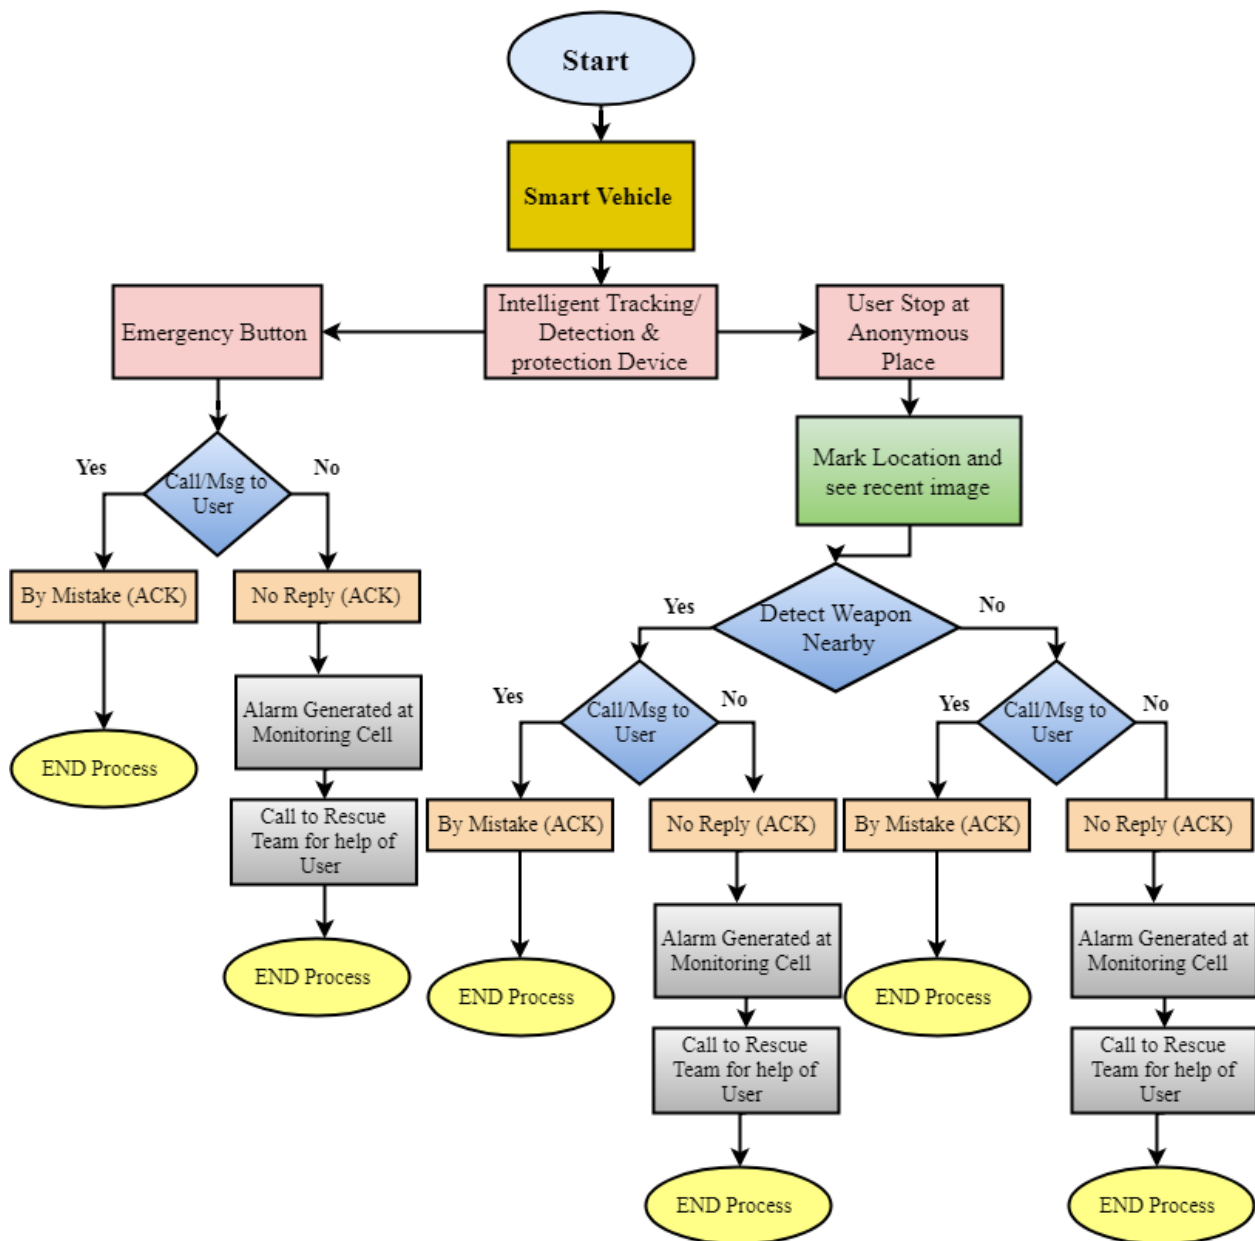 Start
Smart Vehicle
Emergency Button
Intelligent Tracking/
Detection &
protection Device
User Stop at
Anonymous
Place
Mark Location and
see recent image
Yes
Call/Msg to
User
No
By Mistake (ACK)
No Reply (ACK)
Yes
Detect Weapon
Nearby
No
Alarm Generated at
Monitoring Cell
END Process
Call to Rescue
Team for help of
User
END Process
Yes
Call/Msg to
User
No
Yes
Call/Msg to
User
No
By Mistake (ACK)
No Reply (ACK)
By Mistake (ACK)
No Reply (ACK)
END Process
Alarm Generated at
Monitoring Cell
END Process
Alarm Generated at
Monitoring Cell
Call to Rescue
Team for help of
User
Call to Rescue
Team for help of
User
END Process
END Process